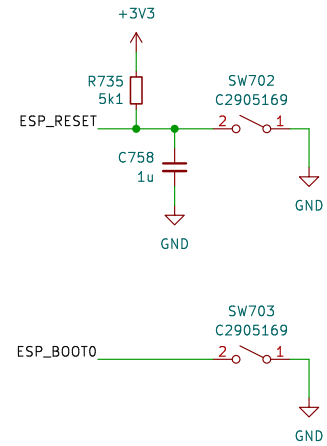 +3V3
R735
5k1
SW702
C2905169
ESP_RESET
2
1
C758
1u
GND
GND
SW703
C2905169
ESP_BOOT0
2
1
GND